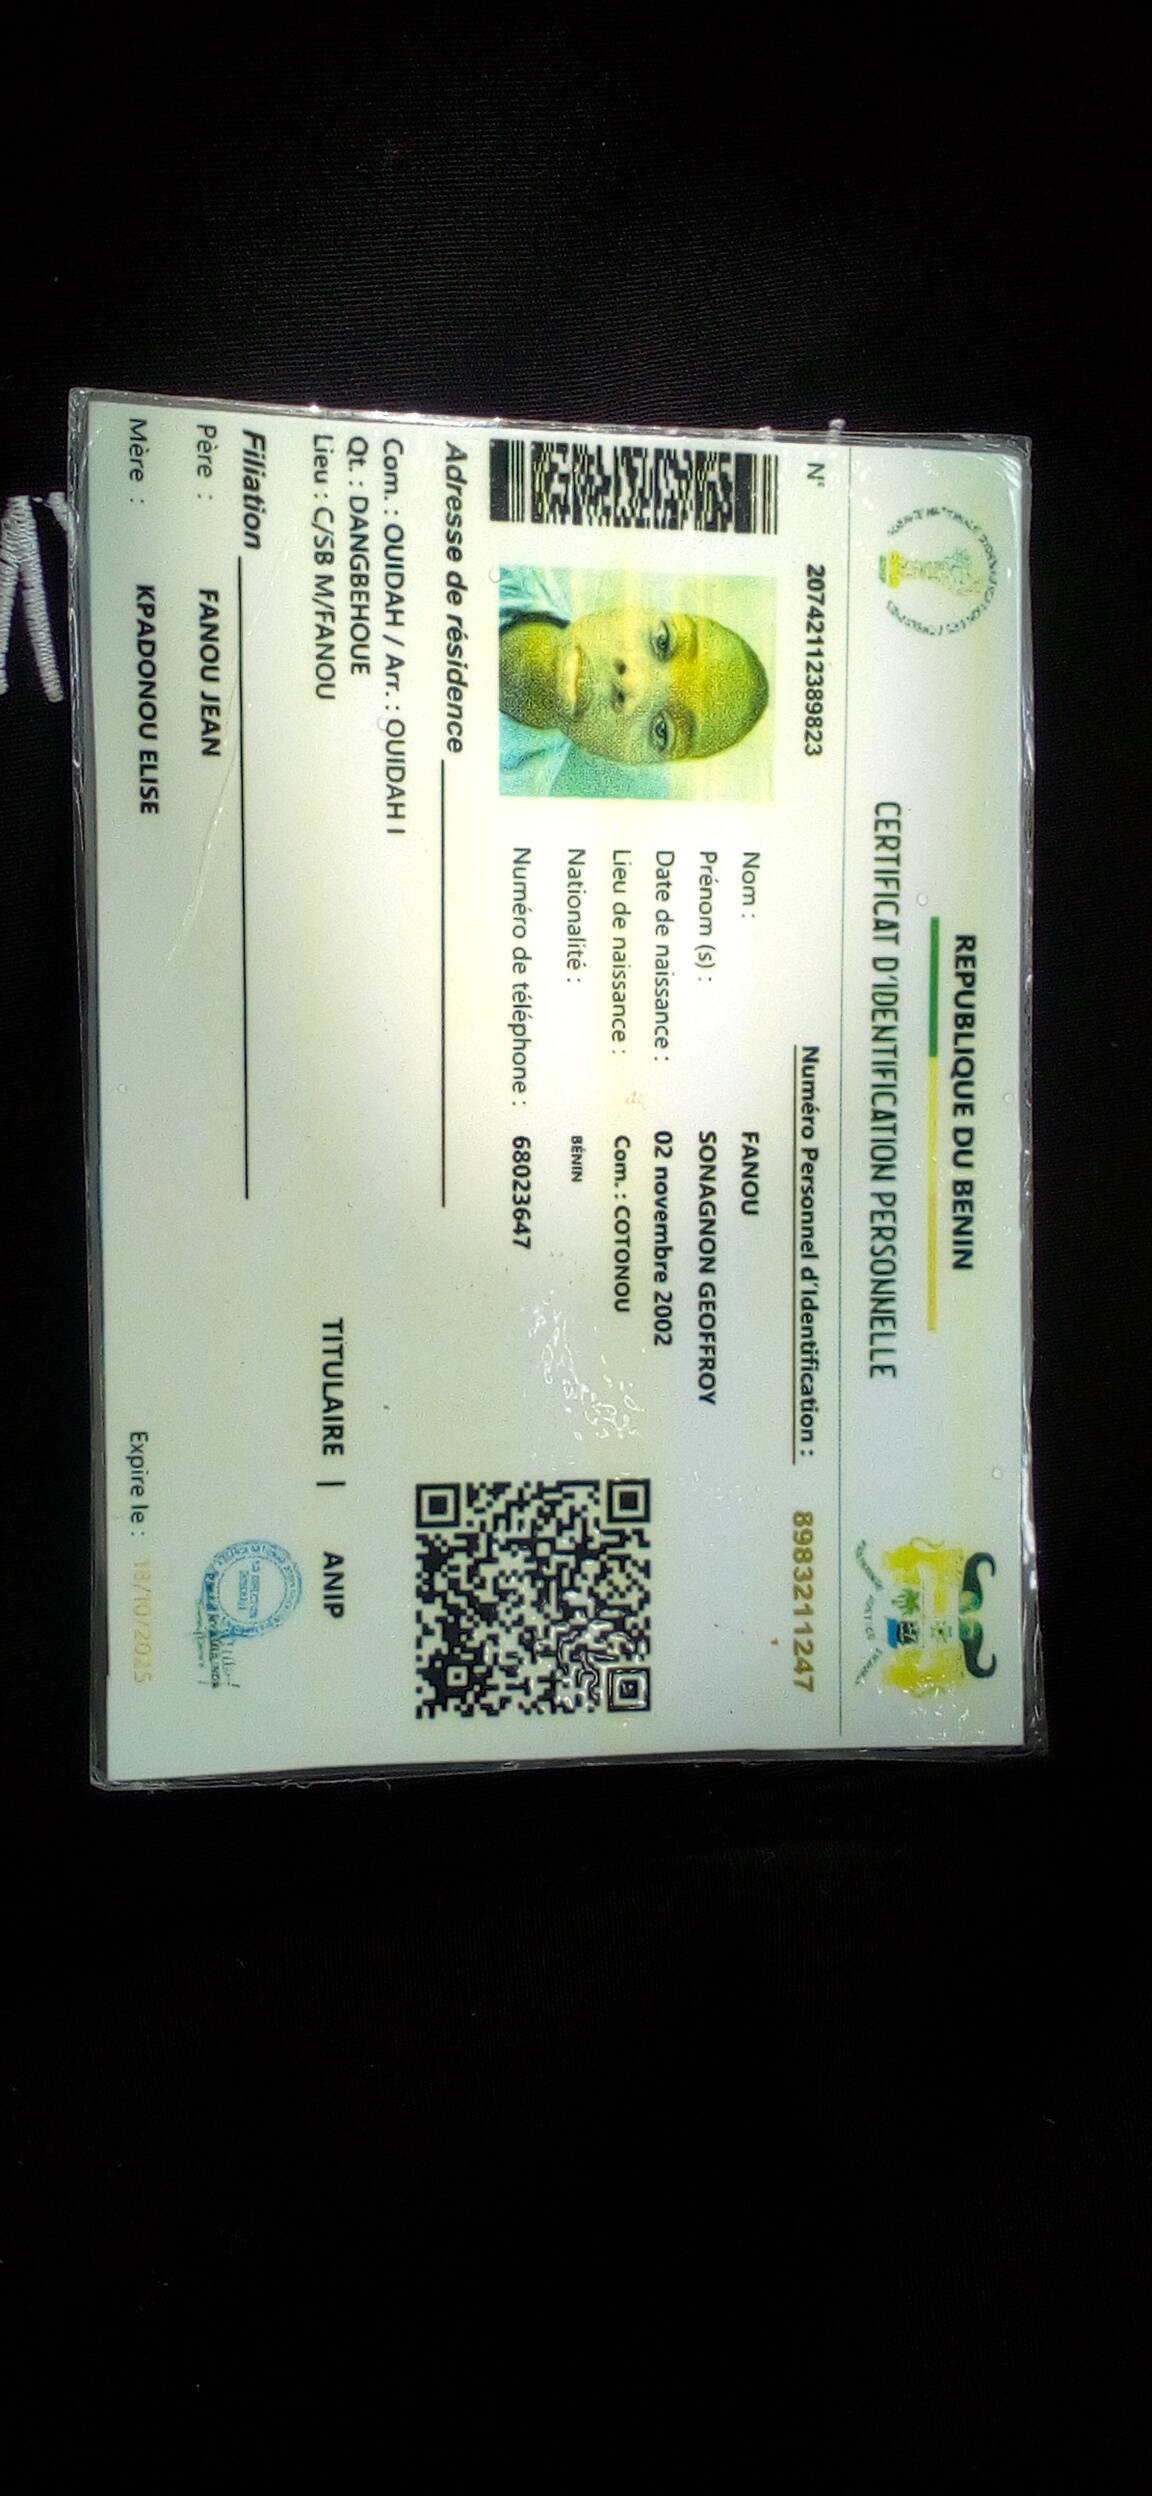 REPUBLIQUE DU BENIN
CERTIFICAT D'IDENTIFICATION PERSONNELLE
N° 20742112389823
Numéro Personnel d'Identification : 8983211247
Nom : FANOU
Prénom (s) : SONAGNON GEOFFROY
Date de naissance : 02 novembre 2002
Lieu de naissance : Com. : COTONOU
Nationalité : BÉNIN
Numéro de téléphone : 68023647
Adresse de résidence
Com. : OUIDAH / Arr. : OUIDAH I
Qt. : DANGBEHOUE
Lieu : C/SB M/FANOU
TITULAIRE | ANIP
Filiation
Père : FANOU JEAN
Mère : KPADONOU ELISE
Expire le : 18/10/2025